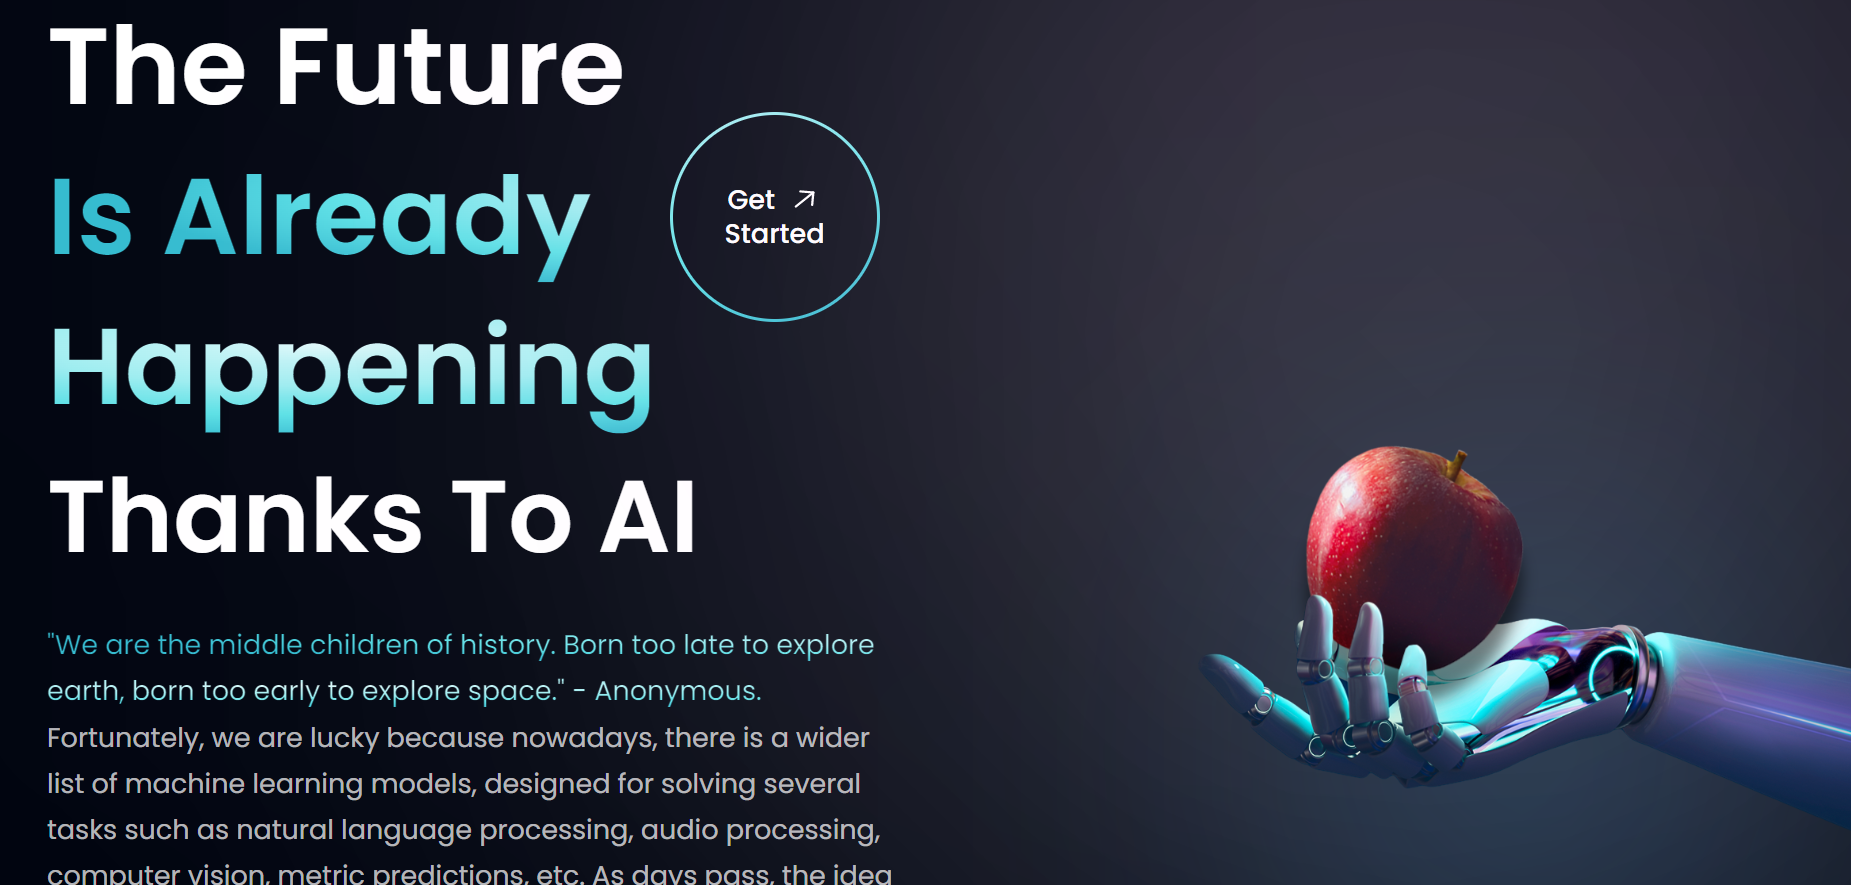 The Future
Is Already
Happening
Thanks To AI
Get
Started
"We are the middle children of history. Born too late to explore
earth, born too early to explore space." - Anonymous.
Fortunately, we are lucky because nowadays, there is a wider
list of machine learning models, designed for solving several
tasks such as natural language processing, audio processing,
computer vision, metric predictions, etc. As days pass, the idea